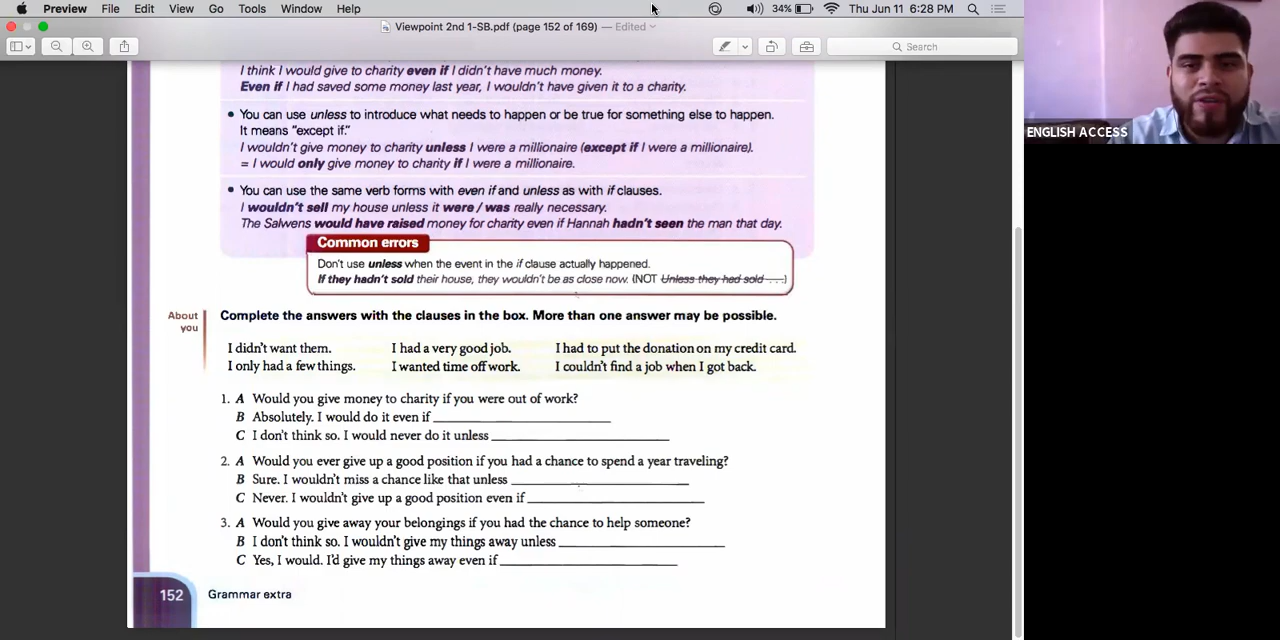 Preview File Edit View Go Tools Window Help 34% Thu Jun 11 6:28 PM
Viewpoint 2nd 1-SB.pdf (page 152 of 169) — Edited
Search
I think I would give to charity even if I didn't have much money.
Even if I had saved some money last year, I wouldn't have given it to a charity.
• You can use unless to introduce what needs to happen or be true for something else to happen.
It means "except if."
I wouldn't give money to charity unless I were a millionaire (except if I were a millionaire).
= I would only give money to charity if I were a millionaire.
• You can use the same verb forms with even if and unless as with if clauses.
I wouldn't sell my house unless it were / was really necessary.
The Salwens would have raised money for charity even if Hannah hadn't seen the man that day.
Common errors
Don't use unless when the event in the if clause actually happened.
If they hadn't sold their house, they wouldn't be as close now. (NOT Unless they had sold . . . .)
About you
Complete the answers with the clauses in the box. More than one answer may be possible.
I didn't want them. I had a very good job. I had to put the donation on my credit card.
I only had a few things. I wanted time off work. I couldn't find a job when I got back.
1. A Would you give money to charity if you were out of work?
B Absolutely. I would do it even if
C I don't think so. I would never do it unless
2. A Would you ever give up a good position if you had a chance to spend a year traveling?
B Sure. I wouldn't miss a chance like that unless
C Never. I wouldn't give up a good position even if
3. A Would you give away your belongings if you had the chance to help someone?
B I don't think so. I wouldn't give my things away unless
C Yes, I would. I'd give my things away even if
152 Grammar extra
ENGLISH ACCESS